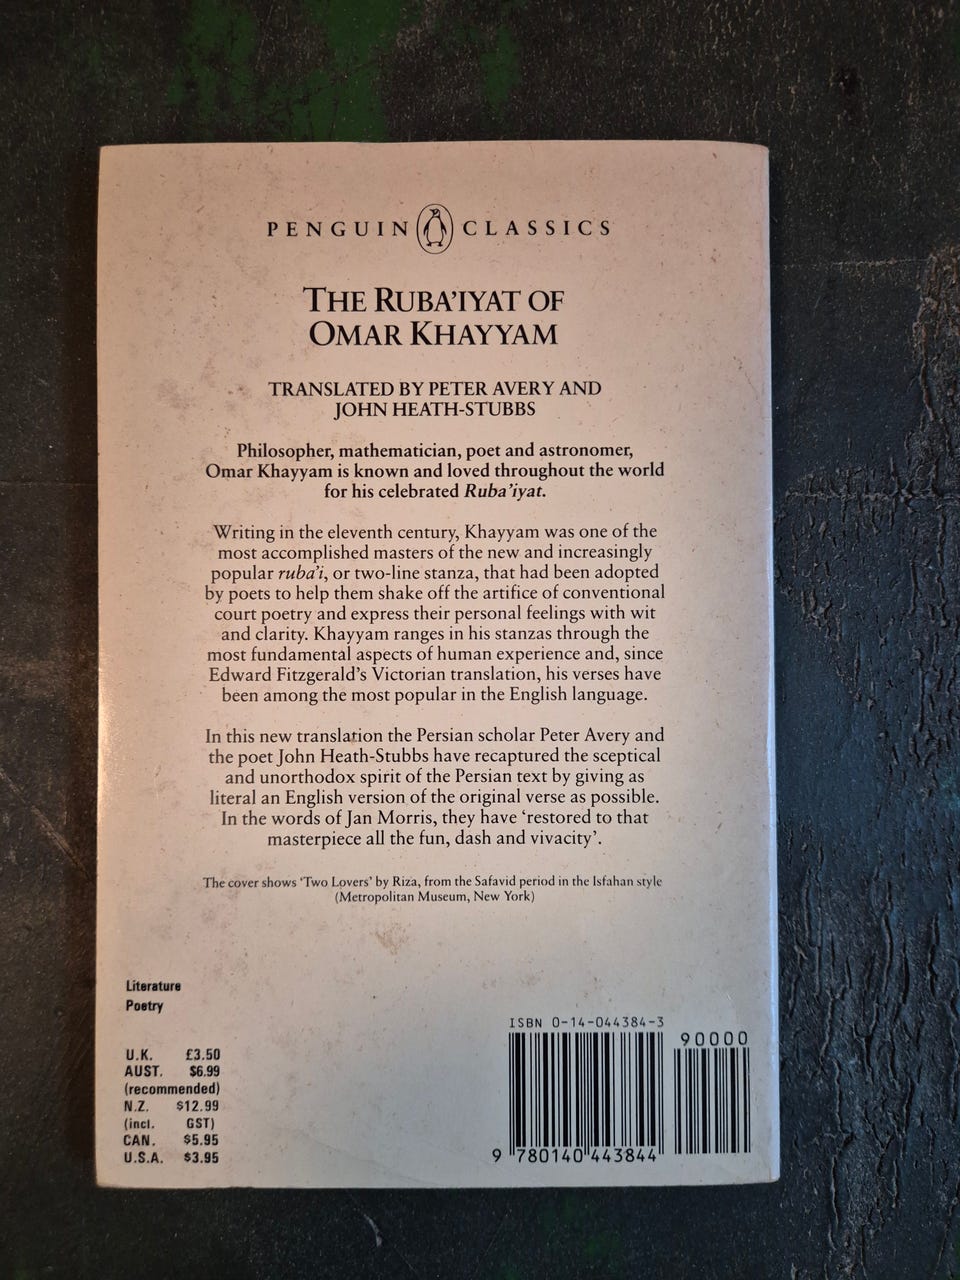 PENGUIN CLASSICS
THE RUBA'IYAT OF
OMAR KHAYYAM
TRANSLATED BY PETER AVERY AND
JOHN HEATH-STUBBS
Philosopher, mathematician, poet and astronomer,
Omar Khayyam is known and loved throughout the world
for his celebrated Ruba'iyat.
Writing in the eleventh century, Khayyam was one of the
most accomplished masters of the new and increasingly
popular ruba'i, or two-line stanza, that had been adopted
by poets to help them shake off the artifice of conventional
court poetry and express their personal feelings with wit
and clarity. Khayyam ranges in his stanzas through the
most fundamental aspects of human experience and, since
Edward Fitzgerald's Victorian translation, his verses have
been among the most popular in the English language.
In this new translation the Persian scholar Peter Avery and
the poet John Heath-Stubbs have recaptured the sceptical
and unorthodox spirit of the Persian text by giving as
literal an English version of the original verse as possible.
In the words of Jan Morris, they have 'restored to that
masterpiece all the fun, dash and vivacity'.
The cover shows 'Two Lovers' by Riza, from the Safavid period in the Isfahan style
(Metropolitan Museum, New York)
Literature
Poetry
U.K. £3.50
AUST. $6.99
(recommended)
N.Z. $12.99
(incl. GST)
CAN. $5.95
U.S.A. $3.95
ISBN 0-14-044384-3
90000
9 780140 443844